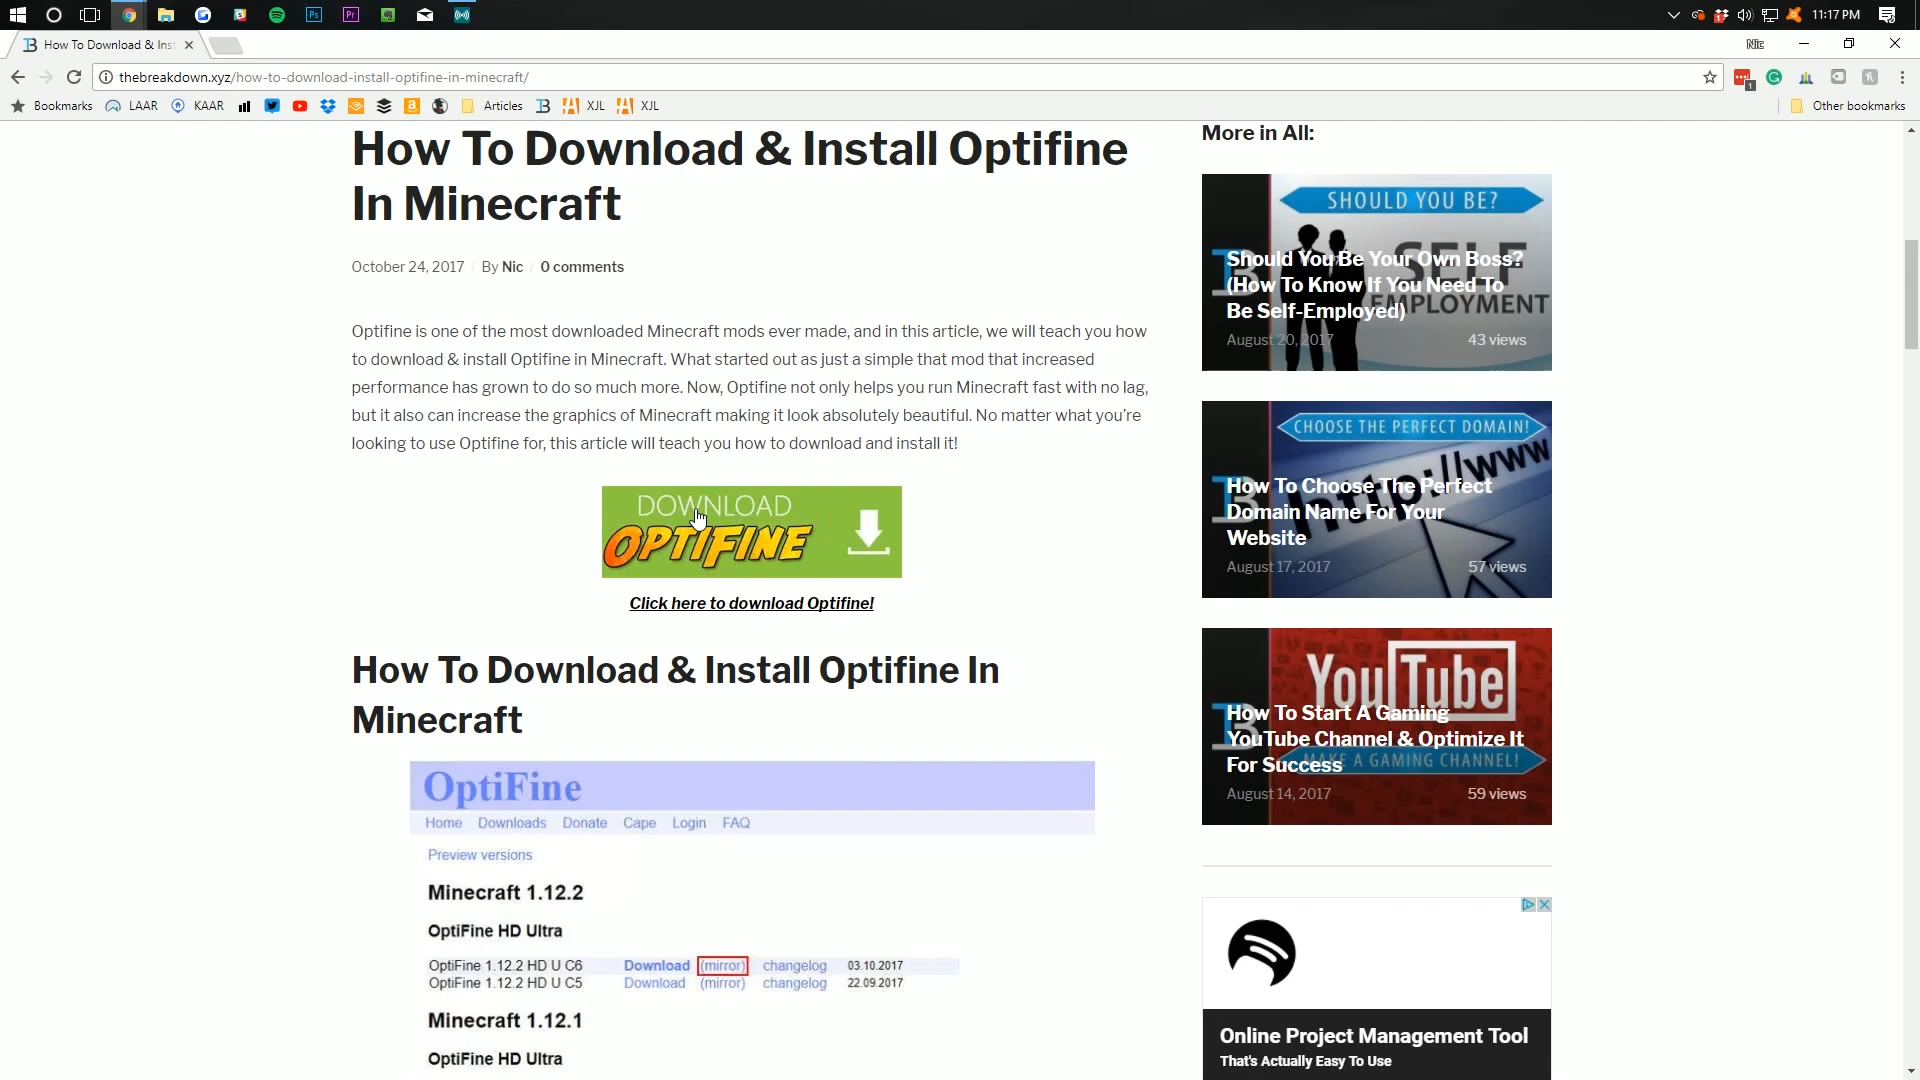 11:17 PM
How To Download & Inst
Nic
thebreakdown.xyz/how-to-download-install-optifine-in-minecraft/
Bookmarks LAAR KAAR Articles XJL XJL Other bookmarks
How To Download & Install Optifine
In Minecraft
October 24, 2017 / By Nic / 0 comments
Optifine is one of the most downloaded Minecraft mods ever made, and in this article, we will teach you how
to download & install Optifine in Minecraft. What started out as just a simple that mod that increased
performance has grown to do so much more. Now, Optifine not only helps you run Minecraft fast with no lag,
but it also can increase the graphics of Minecraft making it look absolutely beautiful. No matter what you're
looking to use Optifine for, this article will teach you how to download and install it!
DOWNLOAD
OPTIFINE
Click here to download Optifine!
How To Download & Install Optifine In
Minecraft
OptiFine
Home Downloads Donate Cape Login FAQ
Preview versions
Minecraft 1.12.2
OptiFine HD Ultra
OptiFine 1.12.2 HD U C6 Download (mirror) changelog 03.10.2017
OptiFine 1.12.2 HD U C5 Download (mirror) changelog 22.09.2017
Minecraft 1.12.1
OptiFine HD Ultra
More in All:
SHOULD YOU BE?
SELF
EMPLOYMENT
Should You Be Your Own Boss?
(How To Know If You Need To
Be Self-Employed)
August 20, 2017 43 views
CHOOSE THE PERFECT DOMAIN!
http://www
How To Choose The Perfect
Domain Name For Your
Website
August 17, 2017 57 views
YouTube
MAKE A GAMING CHANNEL!
How To Start A Gaming
YouTube Channel & Optimize It
For Success
August 14, 2017 59 views
Online Project Management Tool
That's Actually Easy To Use